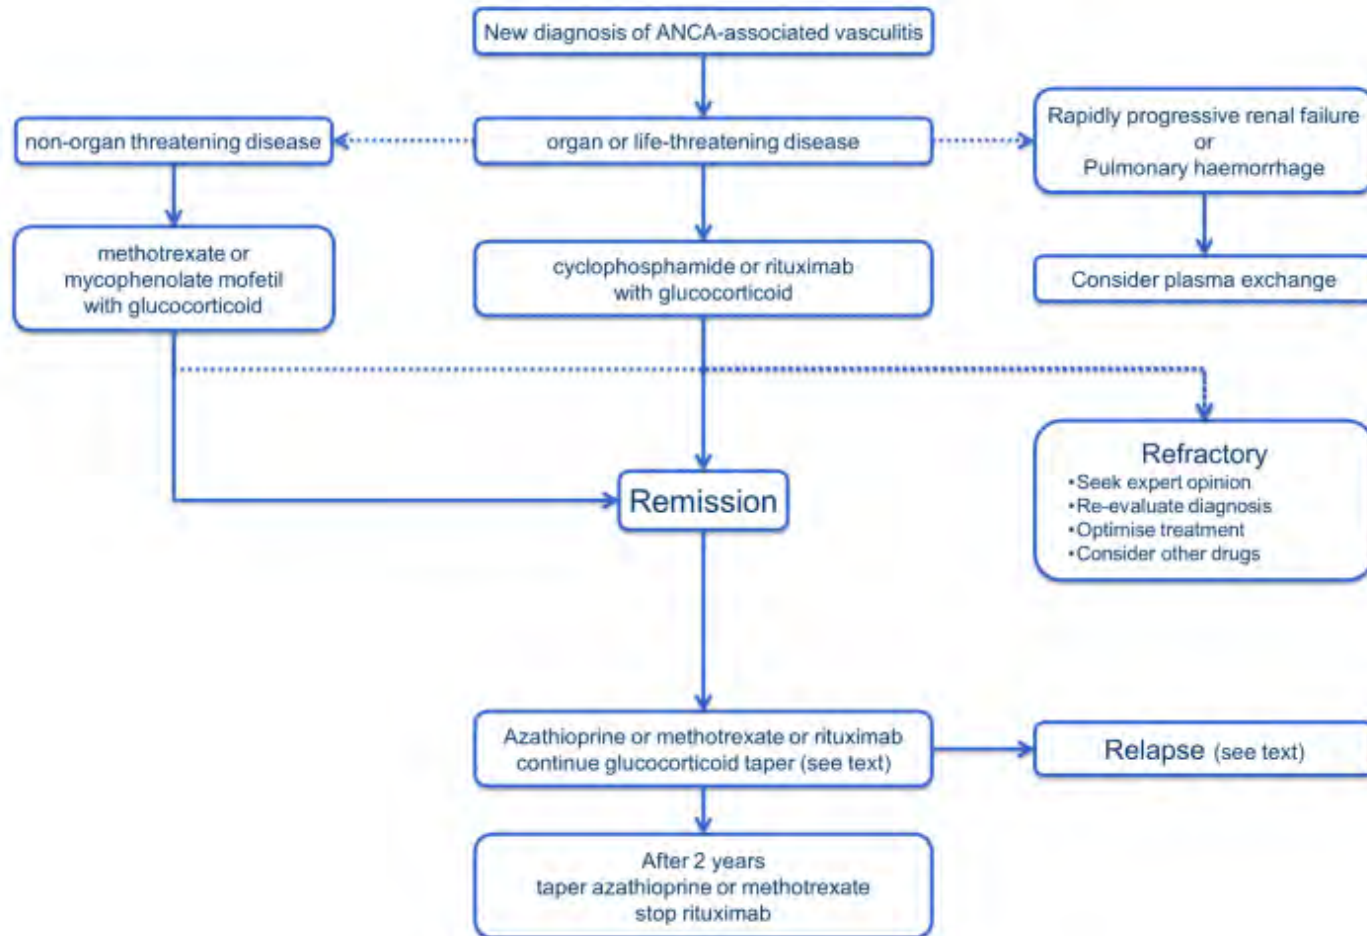 New diagnosis of ANCA-associated vasculitis
non-organ threatening disease
organ or life-threatening disease
Rapidly progressive renal failure
or
Pulmonary haemorrhage
methotrexate or
mycophenolate mofetil
with glucocorticoid
cyclophosphamide or rituximab
with glucocorticoid
Consider plasma exchange
Refractory
•Seek expert opinion
•Re-evaluate diagnosis
•Optimise treatment
•Consider other drugs
Remission
Azathioprine or methotrexate or rituximab
continue glucocorticoid taper (see text)
Relapse (see text)
After 2 years
taper azathioprine or methotrexate
stop rituximab